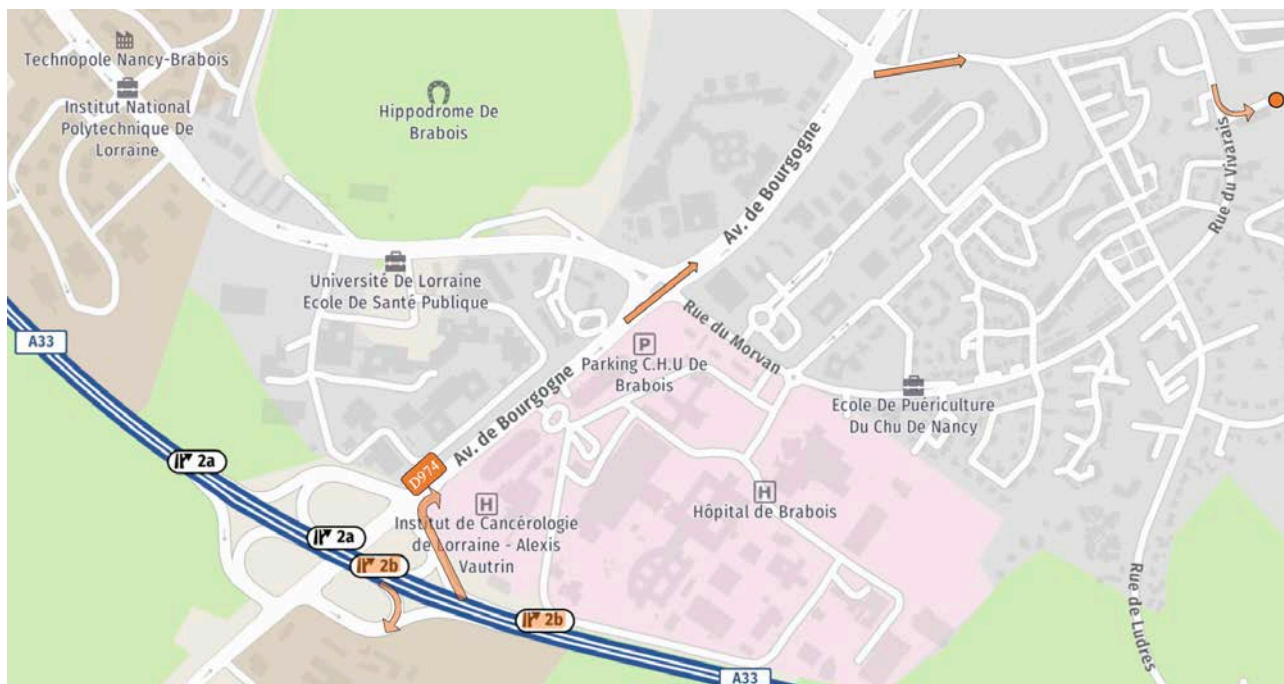 Technopole Nancy-Brabois
Institut National
Polytechnique De
Lorraine
Hippodrome De
Brabois
Av. de Bourgogne
Rue du Vivarais
Université De Lorraine
Ecole De Santé Publique
A33
Rue du Morvan
P
Parking C.H.U De
Brabois
Av. de Bourgogne
Ecole De Puériculture
Du Chu De Nancy
2a
D974
H
Institut de Cancérologie
de Lorraine - Alexis
Vautrin
H
Hôpital de Brabois
2a
2b
2b
Rue de Ludres
A33